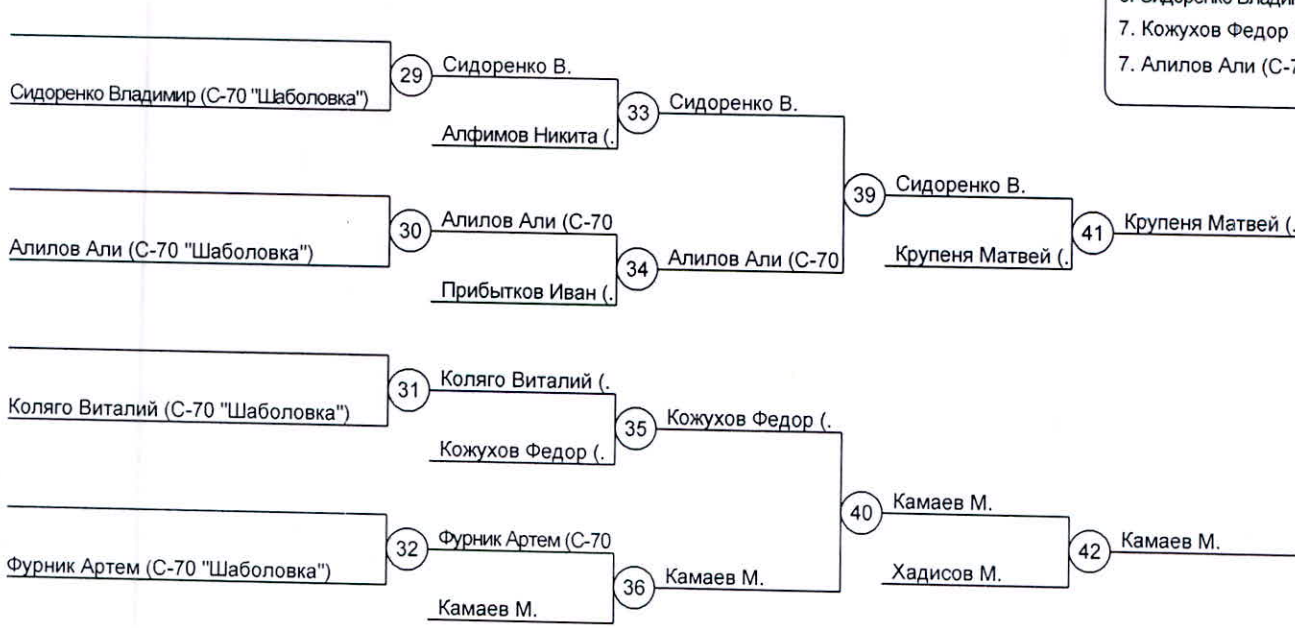 7. Кожухов Федор
7. Алилов Али (С-7
29
Сидоренко В.
Сидоренко Владимир (С-70 "Шаболовка")
33
Сидоренко В.
Алфимов Никита (.
39
Сидоренко В.
30
Алилов Али (С-70
Алилов Али (С-70 "Шаболовка")
34
Алилов Али (С-70
Прибытков Иван (.
Крупеня Матвей (.
41
Крупеня Матвей (.
31
Коляго Виталий (.
Коляго Виталий (С-70 "Шаболовка")
35
Кожухов Федор (.
Кожухов Федор (.
40
Камаев М.
32
Фурник Артем (С-70
Фурник Артем (С-70 "Шаболовка")
36
Камаев М.
Камаев М.
Хадисов М.
42
Камаев М.